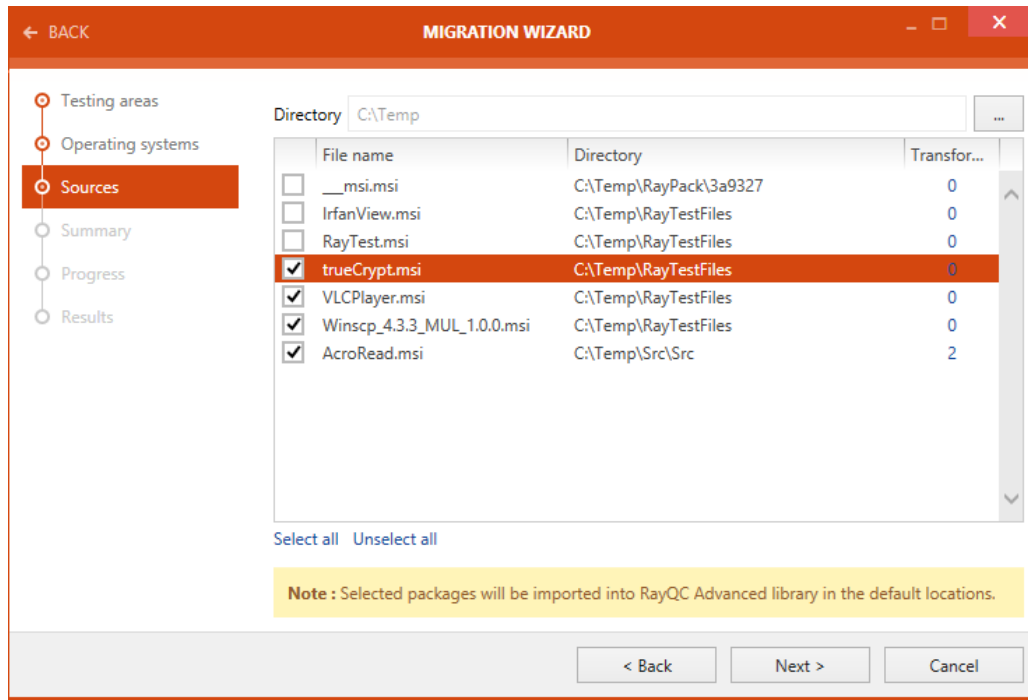 ← BACK
MIGRATION WIZARD
Testing areas
Operating systems
Sources
Summary
Progress
Results
Directory C:\Temp ...
File name Directory Transfor...
__msi.msi C:\Temp\RayPack\3a9327 0
IrfanView.msi C:\Temp\RayTestFiles 0
RayTest.msi C:\Temp\RayTestFiles 0
trueCrypt.msi C:\Temp\RayTestFiles 0
VLCPlayer.msi C:\Temp\RayTestFiles 0
Winscp_4.3.3_MUL_1.0.0.msi C:\Temp\RayTestFiles 0
AcroRead.msi C:\Temp\Src\Src 2
Select all Unselect all
Note : Selected packages will be imported into RayQC Advanced library in the default locations.
< Back Next > Cancel